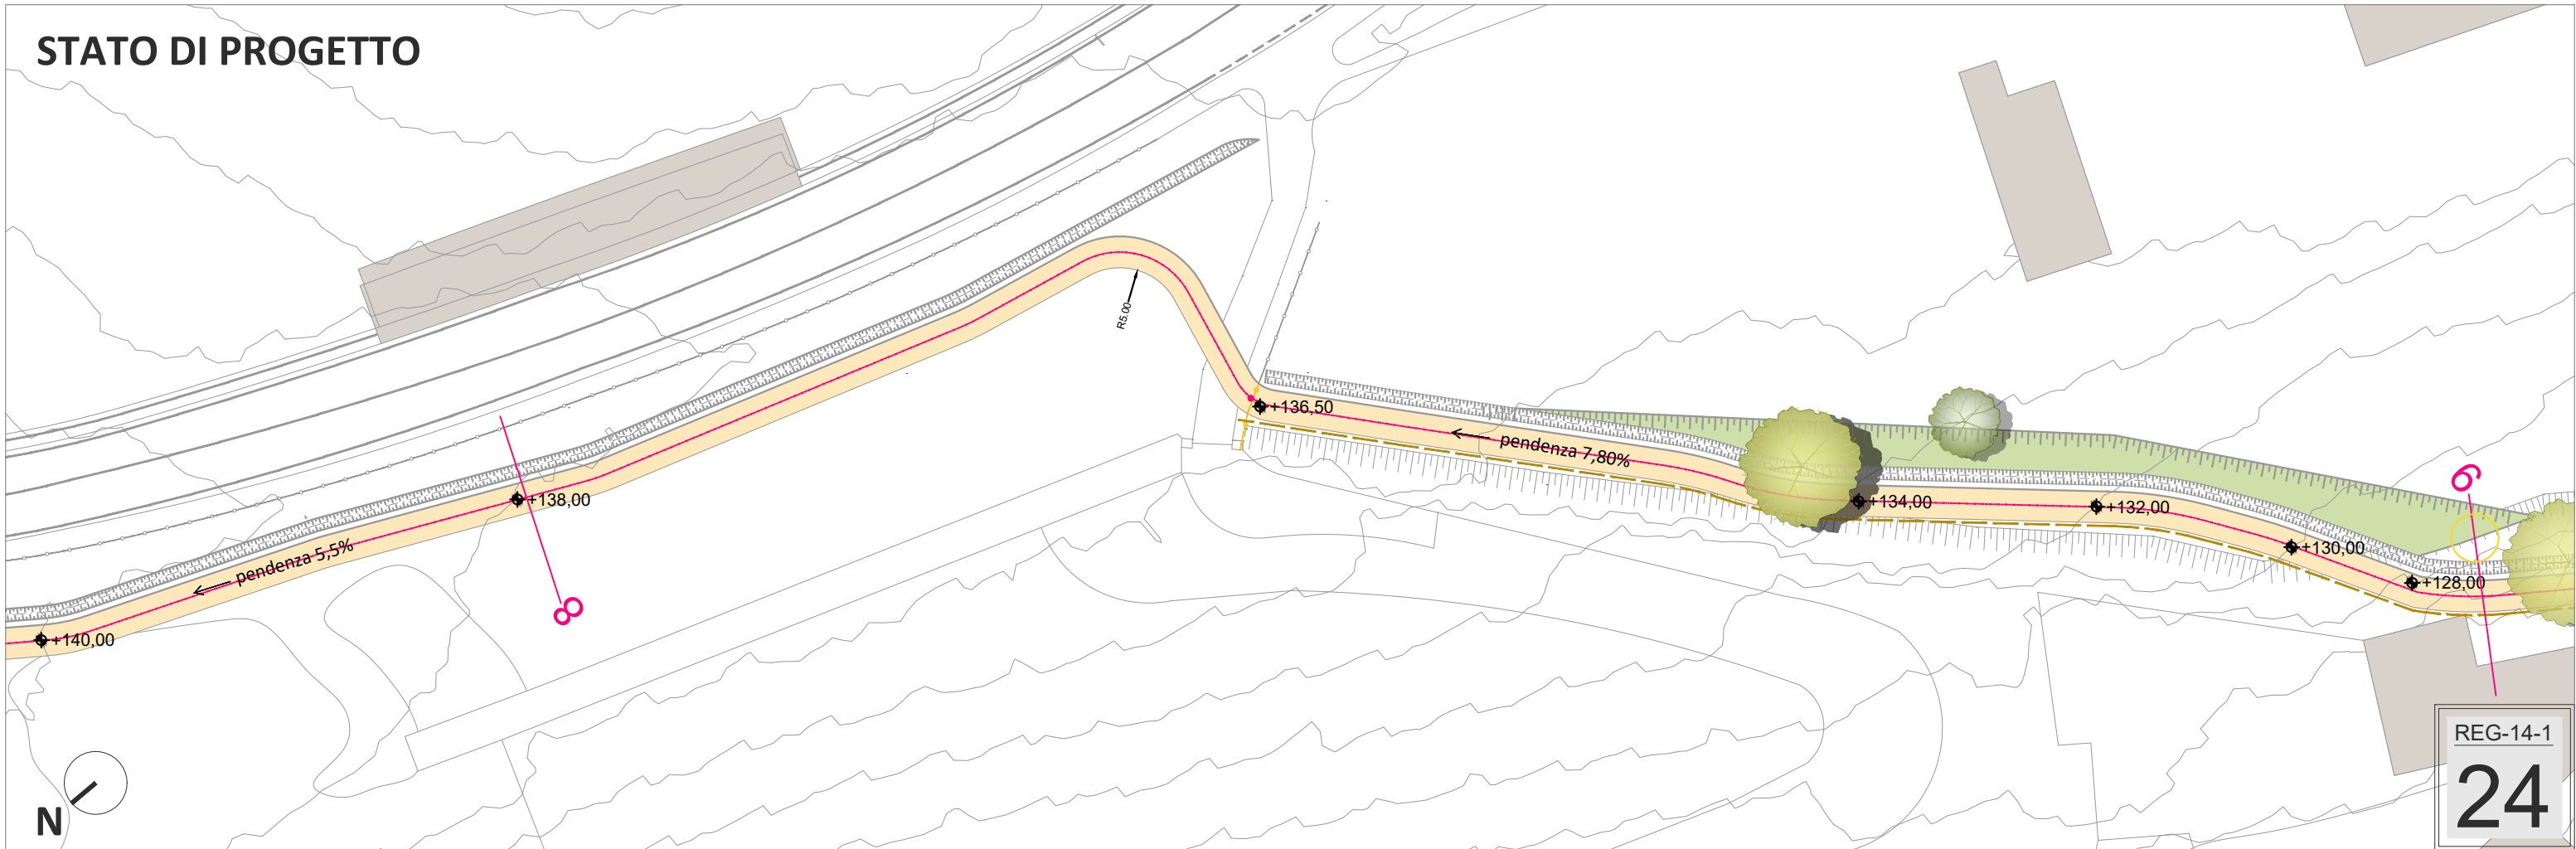 STATO DI PROGETTO
R5.00
+136,50
pendenza 7,80%
6
+138,00
+134,00
+132,00
pendenza 5,5%
+130,00
+128,00
8
+140,00
REG-14-1
24
N